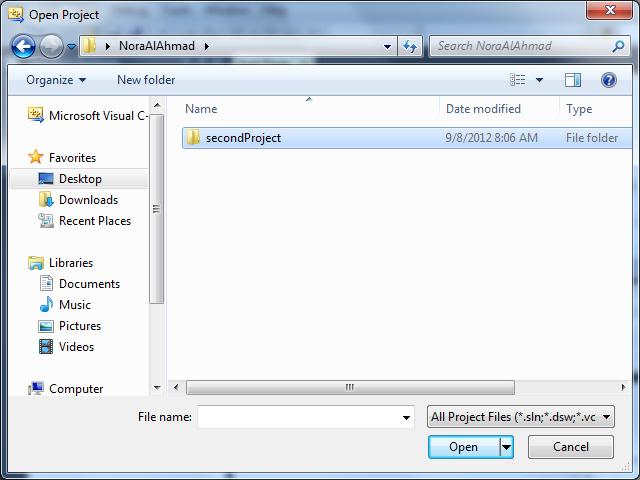 Open Project
NoraAlAhmad
Search NoraAlAhmad
Organize
New folder
Microsoft Visual C-
Favorites
Desktop
Downloads
Recent Places
Libraries
Documents
Music
Pictures
Videos
Computer
Name
Date modified
Type
secondProject
9/8/2012 8:06 AM
File folder
File name:
All Project Files (*.sln;*.dsw;*.vc
Open
Cancel